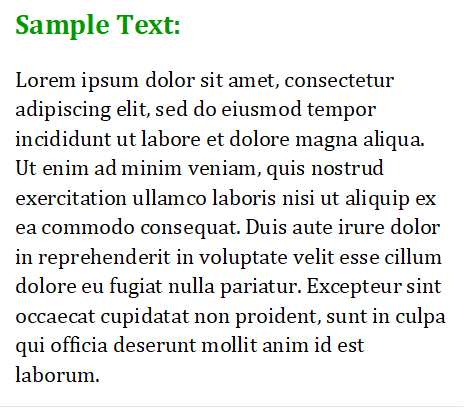 Sample Text:
Lorem ipsum dolor sit amet, consectetur
adipiscing elit, sed do eiusmod tempor
incididunt ut labore et dolore magna aliqua.
Ut enim ad minim veniam, quis nostrud
exercitation ullamco laboris nisi ut aliquip ex
ea commodo consequat. Duis aute irure dolor
in reprehenderit in voluptate velit esse cillum
dolore eu fugiat nulla pariatur. Excepteur sint
occaecat cupidatat non proident, sunt in culpa
qui officia deserunt mollit anim id est
laborum.